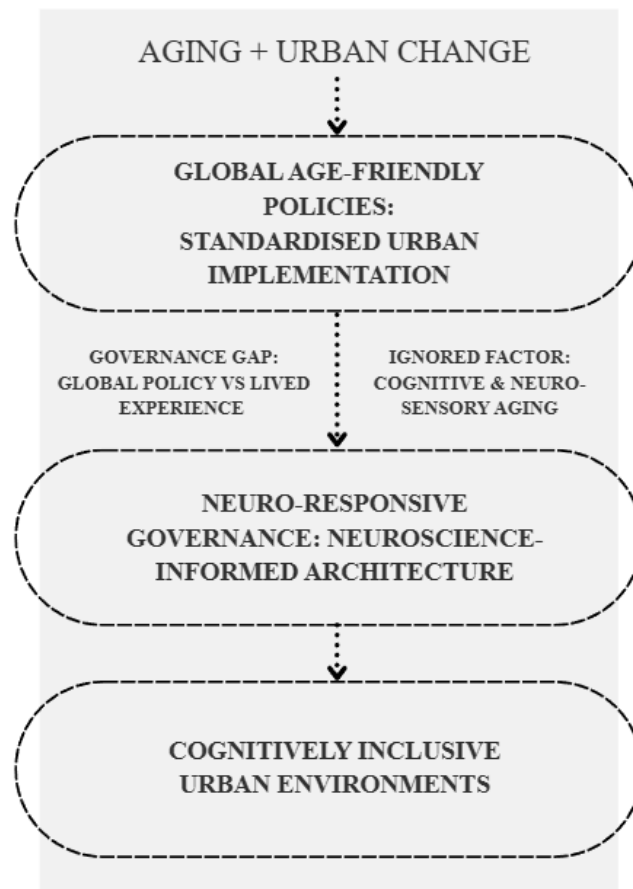 AGING + URBAN CHANGE
GLOBAL AGE-FRIENDLY
POLICIES:
STANDARDISED URBAN
IMPLEMENTATION
GOVERNANCE GAP:
GLOBAL POLICY VS LIVED
EXPERIENCE
IGNORED FACTOR:
COGNITIVE & NEURO-
SENSORY AGING
NEURO-RESPONSIVE
GOVERNANCE: NEUROSCIENCE-
INFORMED ARCHITECTURE
COGNITIVELY INCLUSIVE
URBAN ENVIRONMENTS